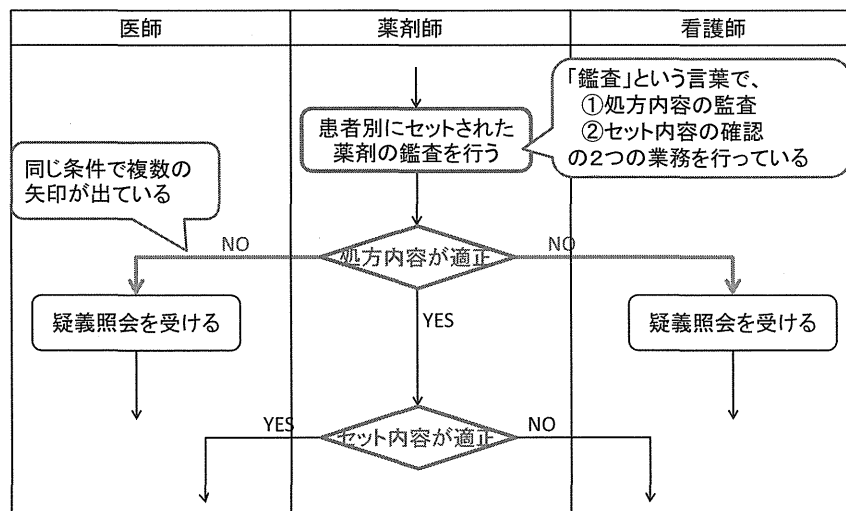 医師
薬剤師
看護師
「鑑査」という言葉で、
①処方内容の監査
②セット内容の確認
の2つの業務を行っている
患者別にセットされた
薬剤の鑑査を行う
同じ条件で複数の
矢印が出ている
NO
処方内容が適正
NO
疑義照会を受ける
YES
疑義照会を受ける
YES
セット内容が適正
NO